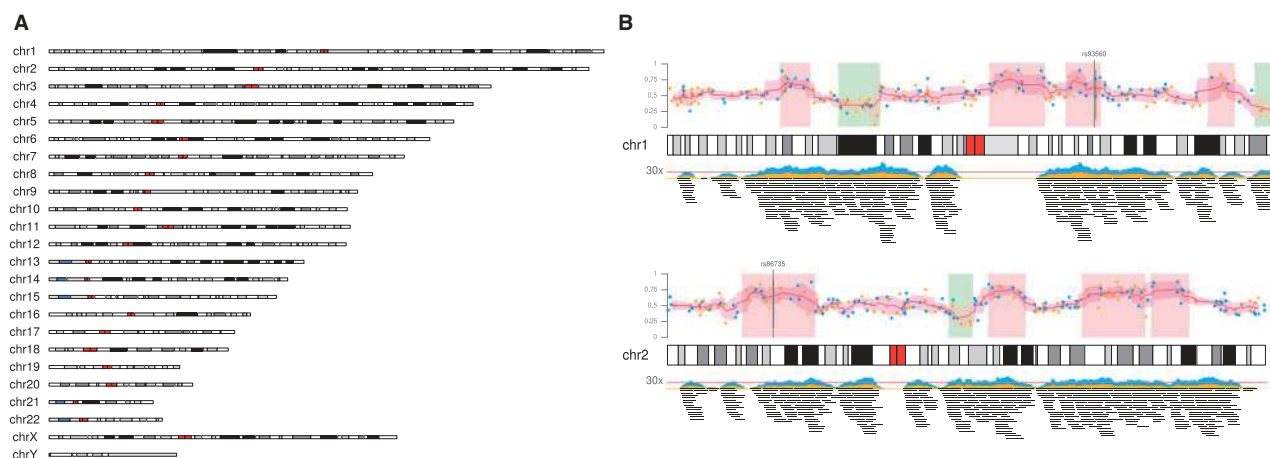 A
chr1
chr2
chr3
chr4
chr5
chr6
chr7
chr8
chr9
chr10
chr11
chr12
chr13
chr14
chr15
chr16
chr17
chr18
chr19
chr20
chr21
chr22
chrX
chrY
B
rs93560
1
0.75
0.5
0.25
0
chr1
30x
rs86735
1
0.75
0.5
0.25
0
chr2
30x